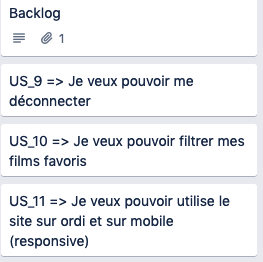 Backlog
1
US_9 => Je veux pouvoir me
déconnecter
US_10 => Je veux pouvoir filtrer mes
films favoris
US_11 => Je veux pouvoir utilise le
site sur ordi et sur mobile
(responsive)